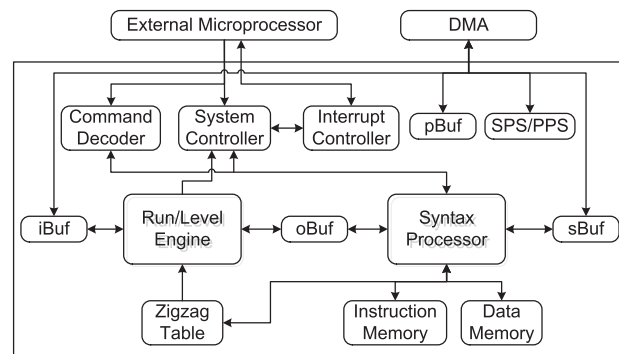 External Microprocessor
DMA
Command
Decoder
System
Controller
Interrupt
Controller
pBuf
SPS/PPS
iBuf
Run/Level
Engine
oBuf
Syntax
Processor
sBuf
Zigzag
Table
Instruction
Memory
Data
Memory